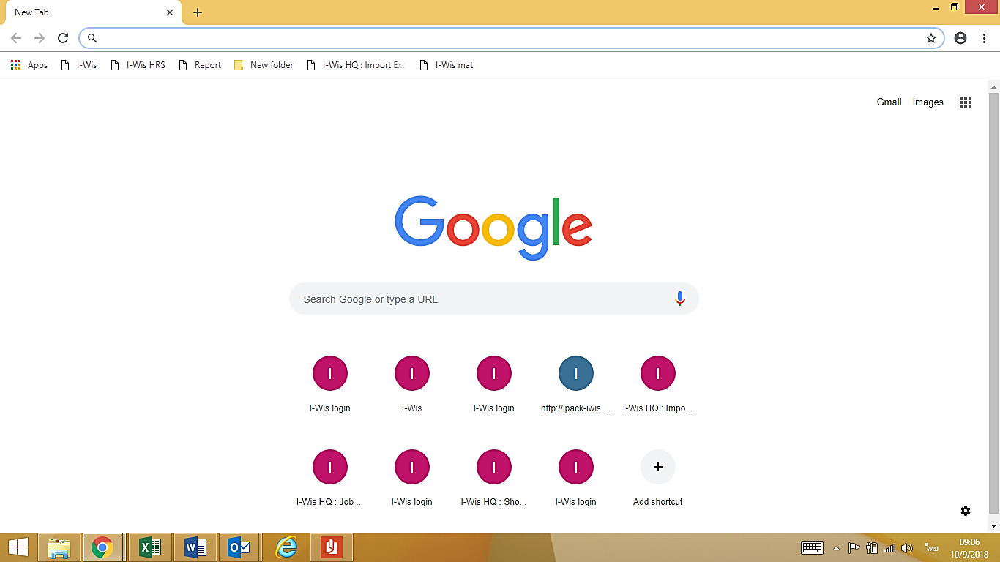 New Tab
Apps I-Wis I-Wis HRS Report New folder I-Wis HQ : Import Exc I-Wis mat
Gmail Images
Google
Search Google or type a URL
I I I I I
I-Wis login I-Wis I-Wis login http://ipack-iwis.... I-Wis HQ : Impo...
I I I I
I-Wis HQ : Job ... I-Wis login I-Wis HQ : Sho... I-Wis login Add shortcut
ไทย 09:06
10/9/2018